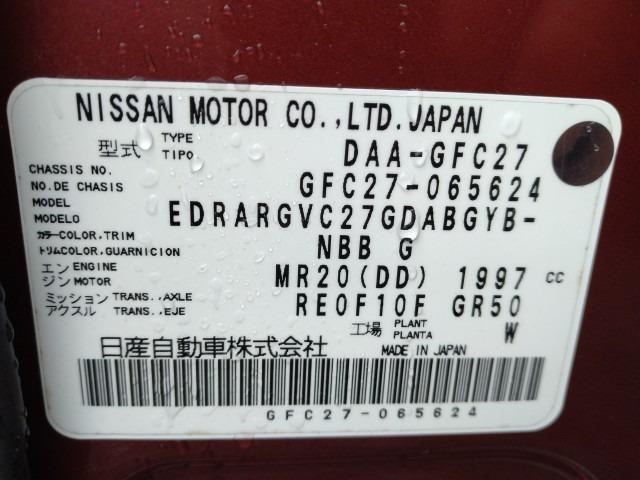 NISSAN MOTOR CO.,LTD.JAPAN
型式 TYPE TIPO DAA-GFC27
CHASSIS NO. NO.DE CHASIS GFC27-065624
MODEL MODELO EDRARGVC27GDABGYB-
カラーCOLOR,TRIM トリムCOLOR,GUARNICION NBB G
エンジン ENGINE MOTOR MR20(DD) 1997 CC
ミッション アクスル TRANS.,AXLE TRANS.,EJE RE0F10F GR50
工場 PLANT PLANTA W
日産自動車株式会社 MADE IN JAPAN
GFC27-065624